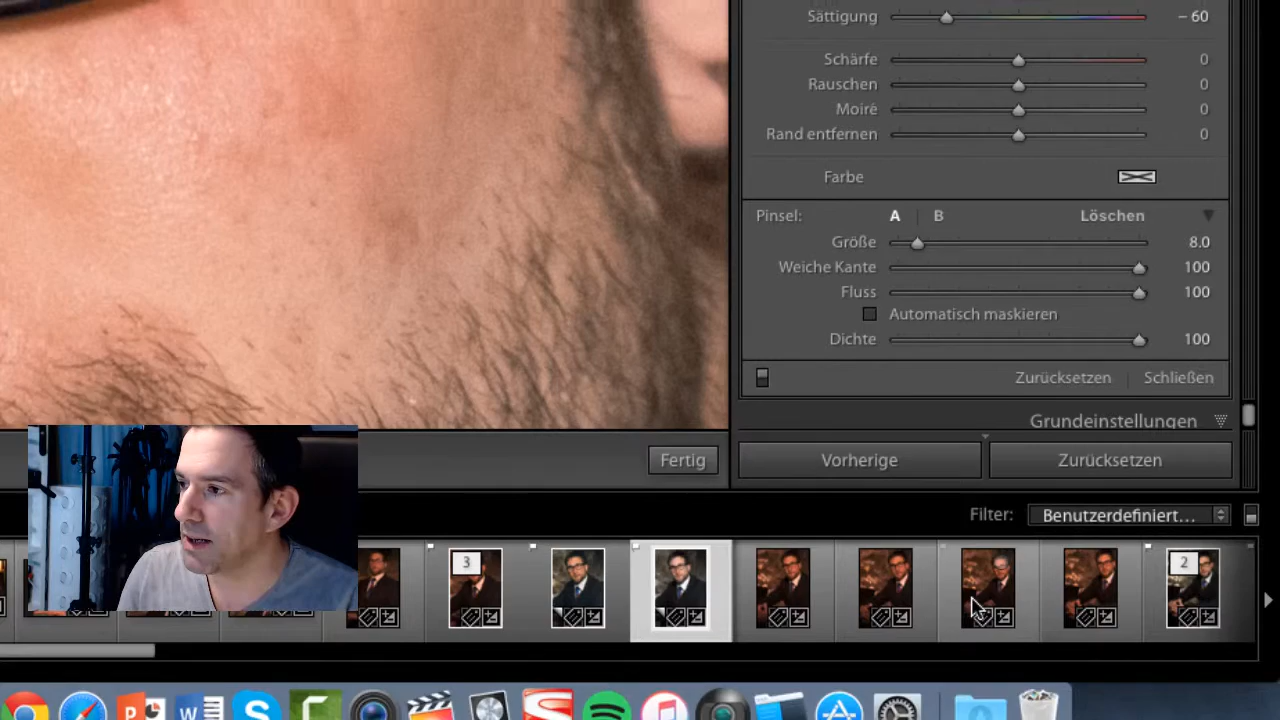 Sättigung – 60
Schärfe 0
Rauschen 0
Moiré 0
Rand entfernen 0
Farbe
Pinsel: A B Löschen
Größe 8.0
Weiche Kante 100
Fluss 100
Automatisch maskieren
Dichte 100
Zurücksetzen Schließen
Grundeinstellungen
Fertig Vorherige Zurücksetzen
Filter: Benutzerdefiniert...
3 2
P W S